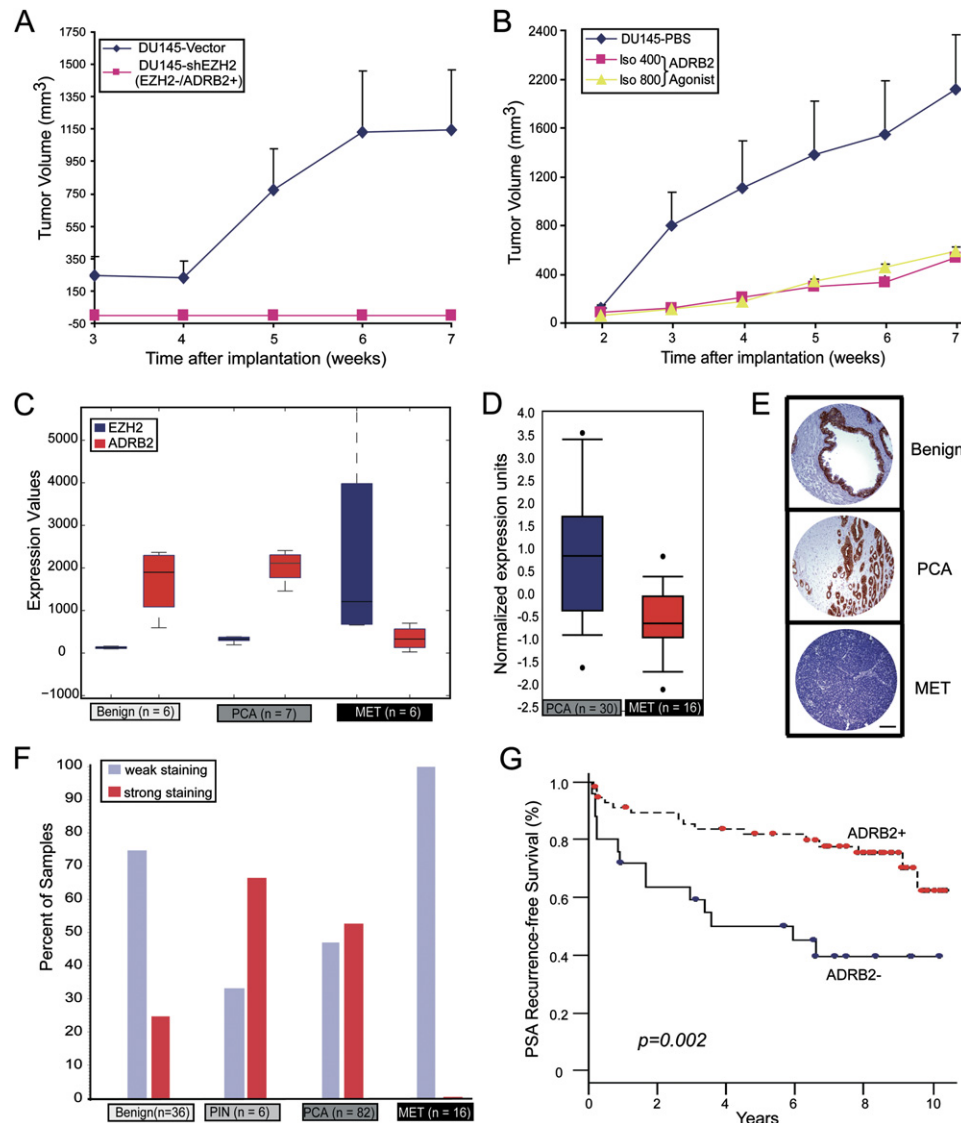 A
DU145-Vector
DU145-shEZH2
(EZH2-/ADRB2+)
Tumor Volume (mm3)
1750
1550
1350
1150
950
750
550
350
150
-50
3 4 5 6 7
Time after implantation (weeks)
B
DU145-PBS
Iso 400
Iso 800
ADRB2
Agonist
Tumor Volume (mm3)
2400
2000
1600
1200
800
400
0
2 3 4 5 6 7
Time after implantation (weeks)
C
EZH2
ADRB2
Expression Values
5000
4000
3000
2000
1000
0
−1000
Benign (n = 6) PCA (n = 7) MET (n = 6)
D
Normalized expression units
4.0
3.5
3.0
2.5
2.0
1.5
1.0
0.5
0.0
-0.5
-1.0
-1.5
-2.0
-2.5
PCA (n = 30) MET (n = 16)
E
Benign
PCA
MET
F
weak staining
strong staining
Percent of Samples
100
90
80
70
60
50
40
30
20
10
0
Benign(n=36) PIN (n = 6) PCA (n = 82) MET (n = 16)
G
PSA Recurrence-free Survival (%)
1.0
0.8
0.6
0.4
0.2
0
ADRB2+
ADRB2-
p=0.002
0 2 4 6 8 10
Years